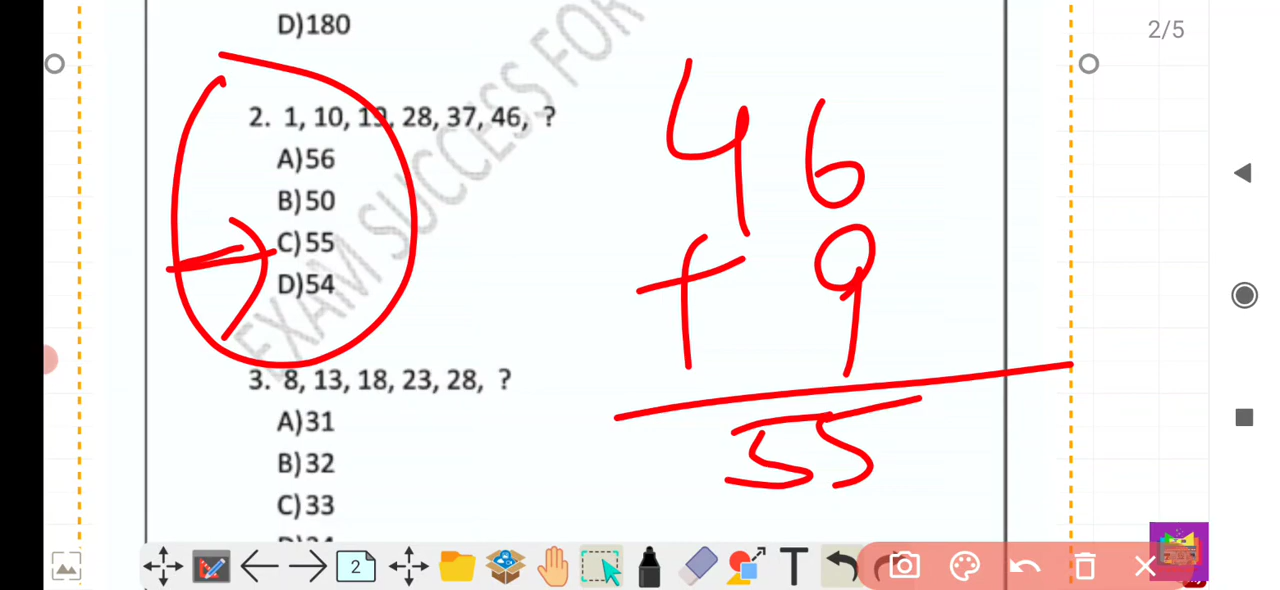 D)180
2/5
2. 1, 10, 19, 28, 37, 46, ?
A)56
B)50
C)55
D)54
46
+9
55
EXAM SUCCESS FOR
3. 8, 13, 18, 23, 28, ?
A)31
B)32
C)33
2
T